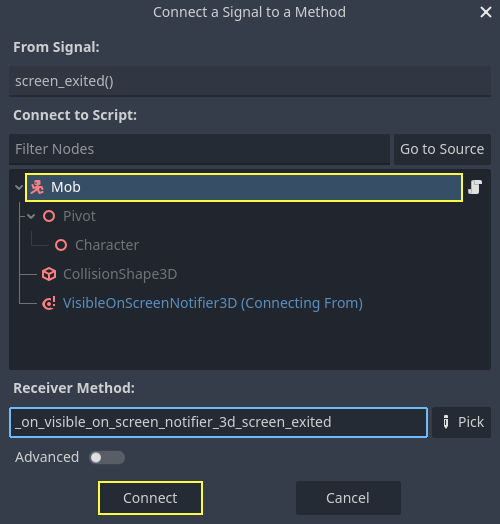 Connect a Signal to a Method
From Signal:
screen_exited()
Connect to Script:
Filter Nodes Go to Source
Mob
Pivot
Character
CollisionShape3D
VisibleOnScreenNotifier3D (Connecting From)
Receiver Method:
_on_visible_on_screen_notifier_3d_screen_exited Pick
Advanced
Connect Cancel